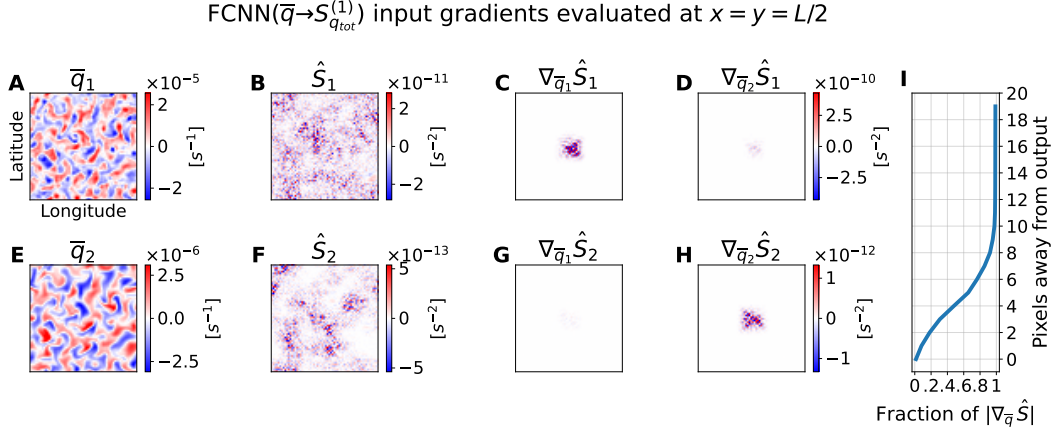 FCNN(q̅→S^{(1)}_{q_{tot}}) input gradients evaluated at x = y = L/2
A
q̅₁
×10⁻⁵
2
0
−2
[s⁻¹]
Latitude
Longitude
B
Ŝ₁
×10⁻¹¹
2
0
−2
[s⁻²]
C
∇_{q̅₁}Ŝ₁
D
∇_{q̅₂}Ŝ₁
×10⁻¹⁰
2.5
0.0
−2.5
[s⁻²]
E
q̅₂
×10⁻⁶
2.5
0.0
−2.5
[s⁻¹]
F
Ŝ₂
×10⁻¹³
5
0
−5
[s⁻²]
G
∇_{q̅₁}Ŝ₂
H
∇_{q̅₂}Ŝ₂
×10⁻¹²
1
0
−1
[s⁻²]
I
20
18
16
14
12
10
8
6
4
2
0
Pixels away from output
0 .2 .4 .6 .8 1
Fraction of |∇_{q̅} Ŝ|